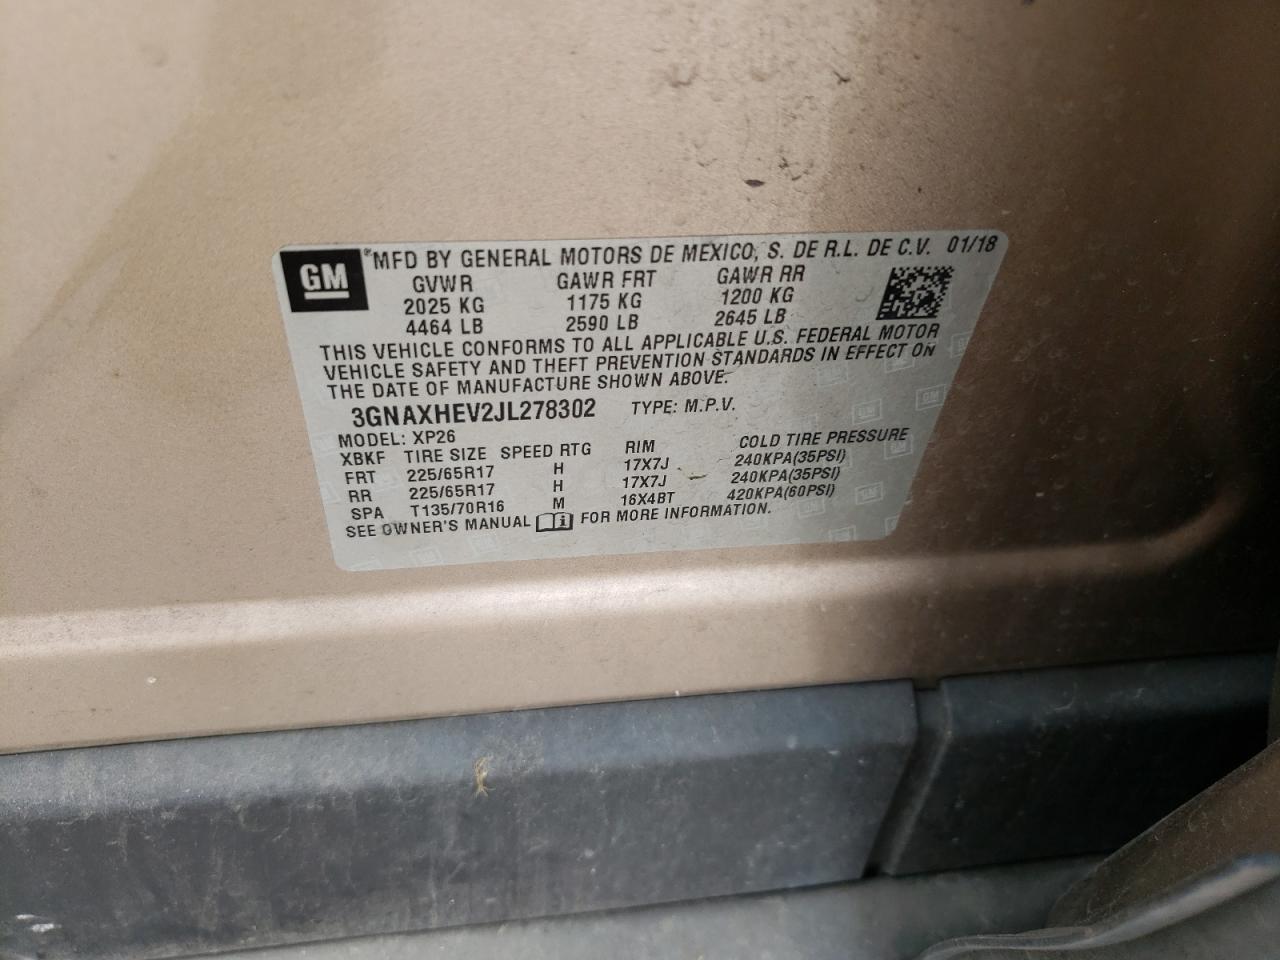 GM *MFD BY GENERAL MOTORS DE MEXICO, S. DE R.L. DE C.V. 01/18
GVWR GAWR FRT GAWR RR
2025 KG 1175 KG 1200 KG
4464 LB 2590 LB 2645 LB
THIS VEHICLE CONFORMS TO ALL APPLICABLE U.S. FEDERAL MOTOR
VEHICLE SAFETY AND THEFT PREVENTION STANDARDS IN EFFECT ON
THE DATE OF MANUFACTURE SHOWN ABOVE.
3GNAXHEV2JL278302 TYPE: M.P.V.
MODEL: XP26
XBKF TIRE SIZE SPEED RTG RIM COLD TIRE PRESSURE
FRT 225/65R17 H 17X7J 240KPA(35PSI)
RR 225/65R17 H 17X7J 240KPA(35PSI)
SPA T135/70R16 M 16X4BT 420KPA(60PSI)
SEE OWNER'S MANUAL FOR MORE INFORMATION.